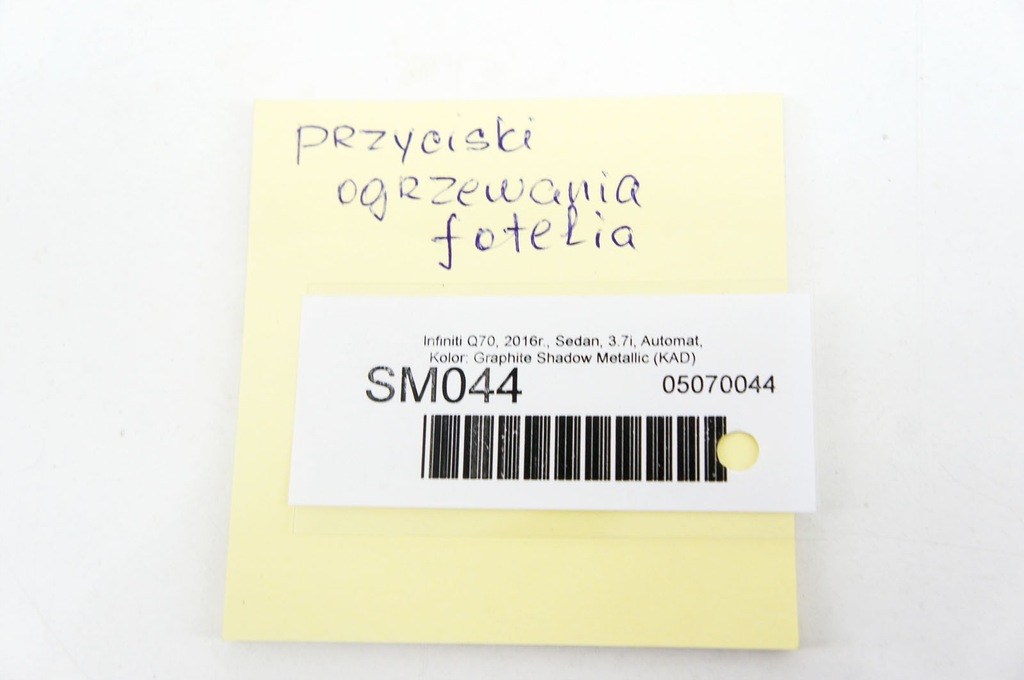 przyciski
ogrzewania
fotelia
Infiniti Q70, 2016r., Sedan, 3.7i, Automat,
Kolor: Graphite Shadow Metallic (KAD)
SM044 05070044